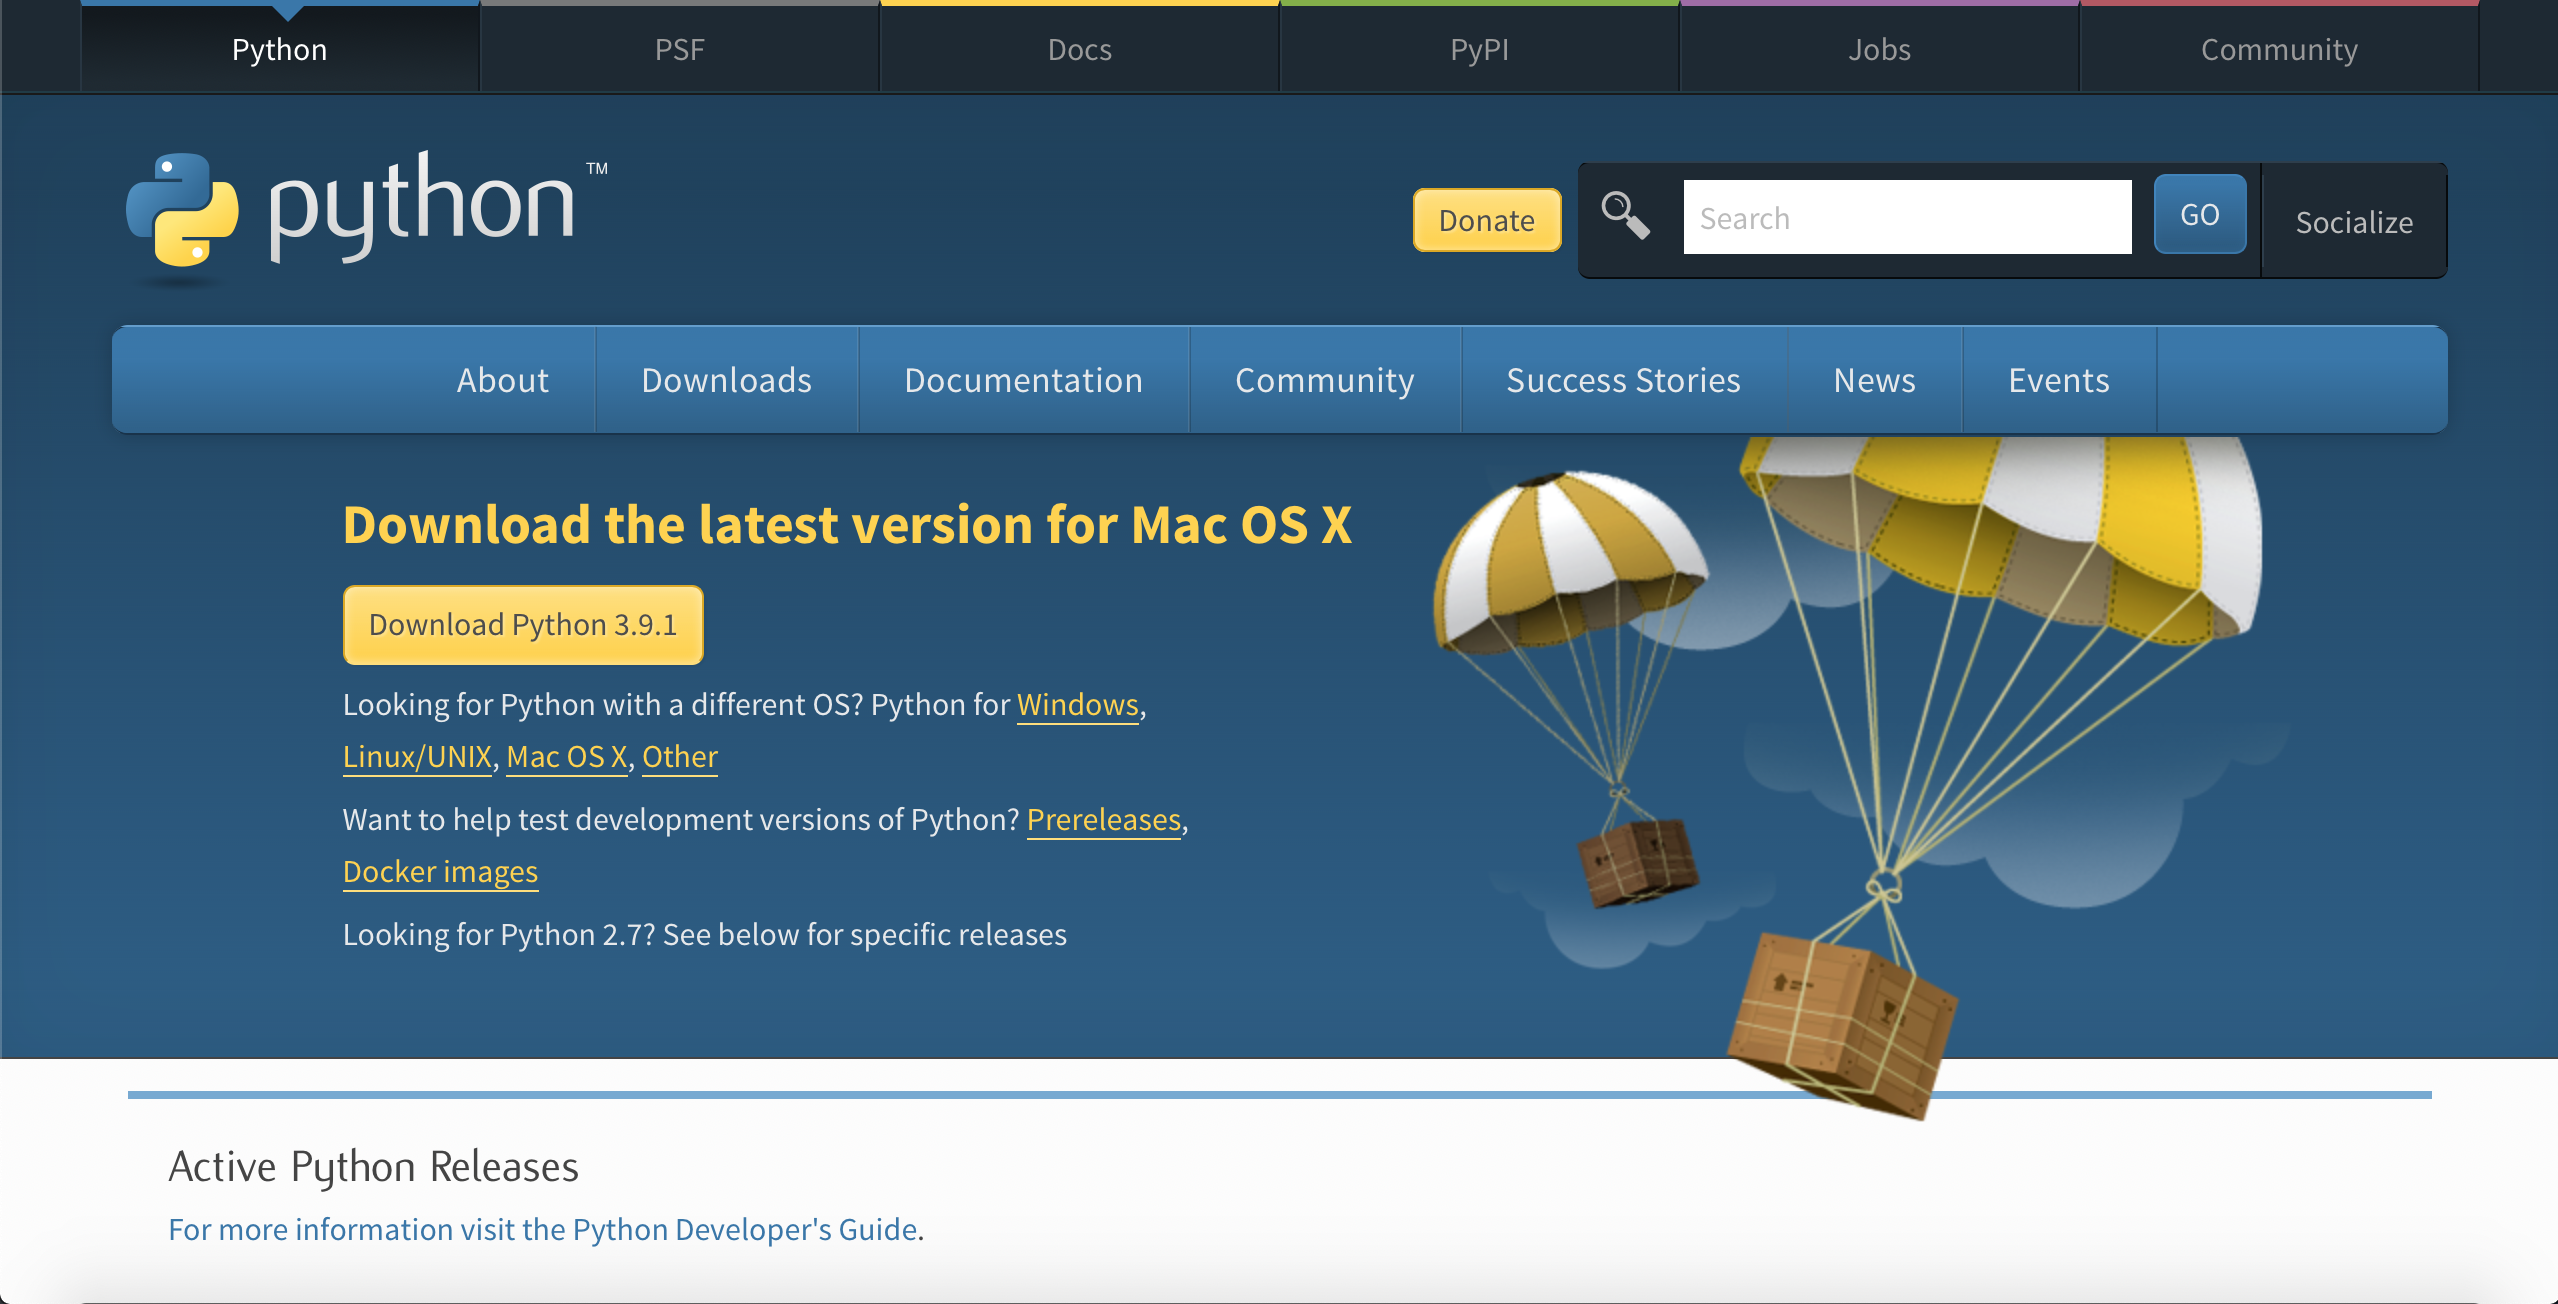 Python PSF Docs PyPI Jobs Community
python TM
Donate Search GO Socialize
About Downloads Documentation Community Success Stories News Events
Download the latest version for Mac OS X
Download Python 3.9.1
Looking for Python with a different OS? Python for Windows,
Linux/UNIX, Mac OS X, Other
Want to help test development versions of Python? Prereleases,
Docker images
Looking for Python 2.7? See below for specific releases
Active Python Releases
For more information visit the Python Developer's Guide.